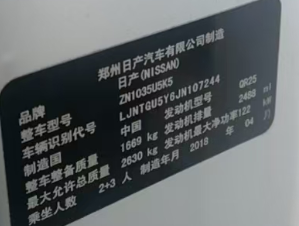 郑州日产汽车有限公司制造
品牌 日产(NISSAN)
整车型号 ZN1035U5K5
车辆识别代号 LJNTGU5Y6JN107244
制造国 中国 发动机型号 QR25
整车整备质量 1669 kg 发动机排量 2488 ml
最大允许总质量 2630 kg 发动机最大净功率122 kW
乘坐人数 2+3 人 制造年月 2018 年 04 月